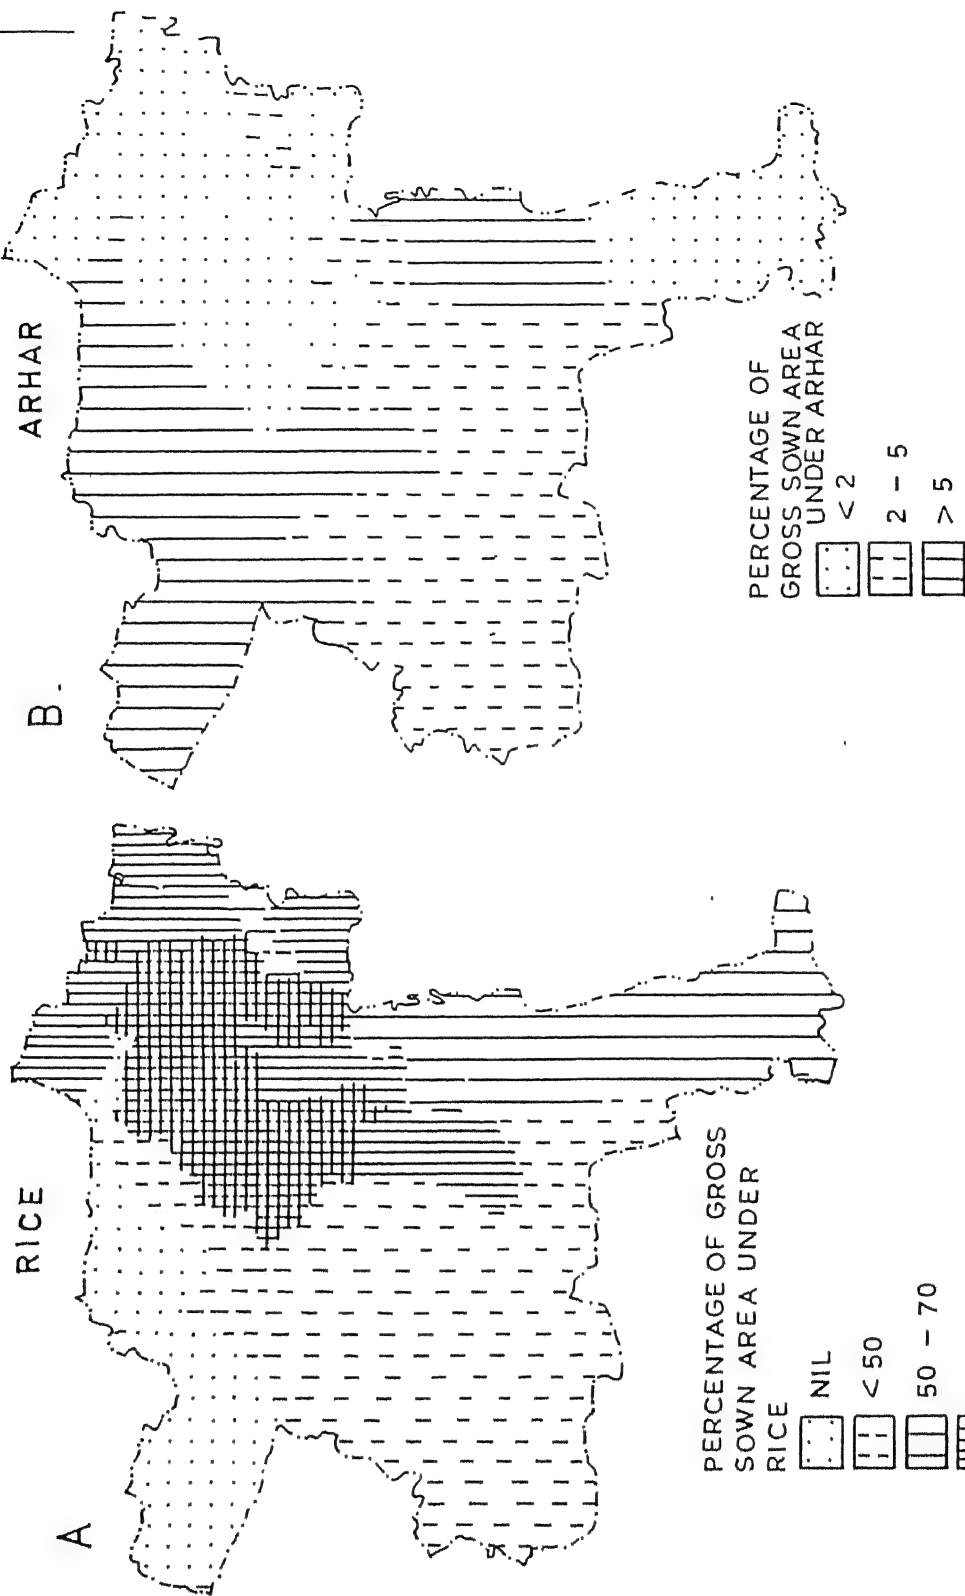 A
RICE
PERCENTAGE OF GROSS
SOWN AREA UNDER
RICE
NIL
< 50
50 – 70
B.
ARHAR
PERCENTAGE OF
GROSS SOWN AREA
UNDER ARHAR
< 2
2 – 5
> 5